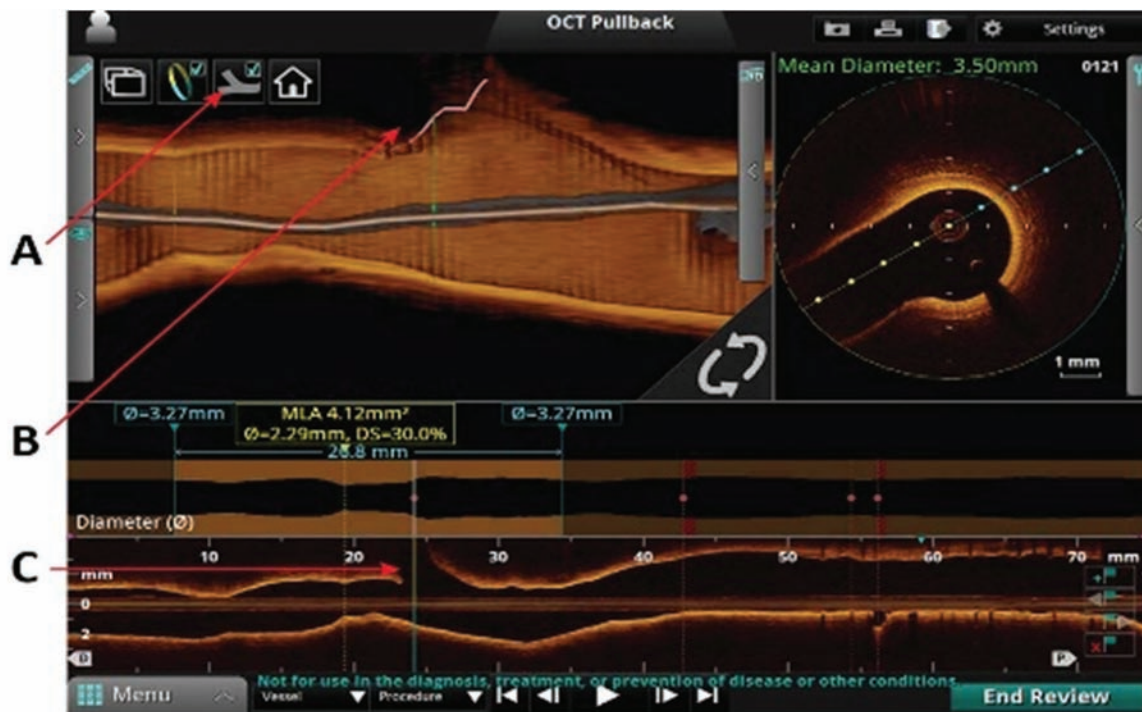 OCT Pullback
Settings
Mean Diameter: 3.50mm
0121
A
B
1 mm
Ø=3.27mm
MLA 4.12mm²
Ø=3.27mm
Ø=2.29mm, DS=30.0%
26.8 mm
Diameter (Ø)
C
10 20 30 40 50 60 70 mm
mm
0
2
D
P
Not for use in the diagnosis, treatment, or prevention of disease or other conditions.
Menu
Vessel
Procedure
End Review